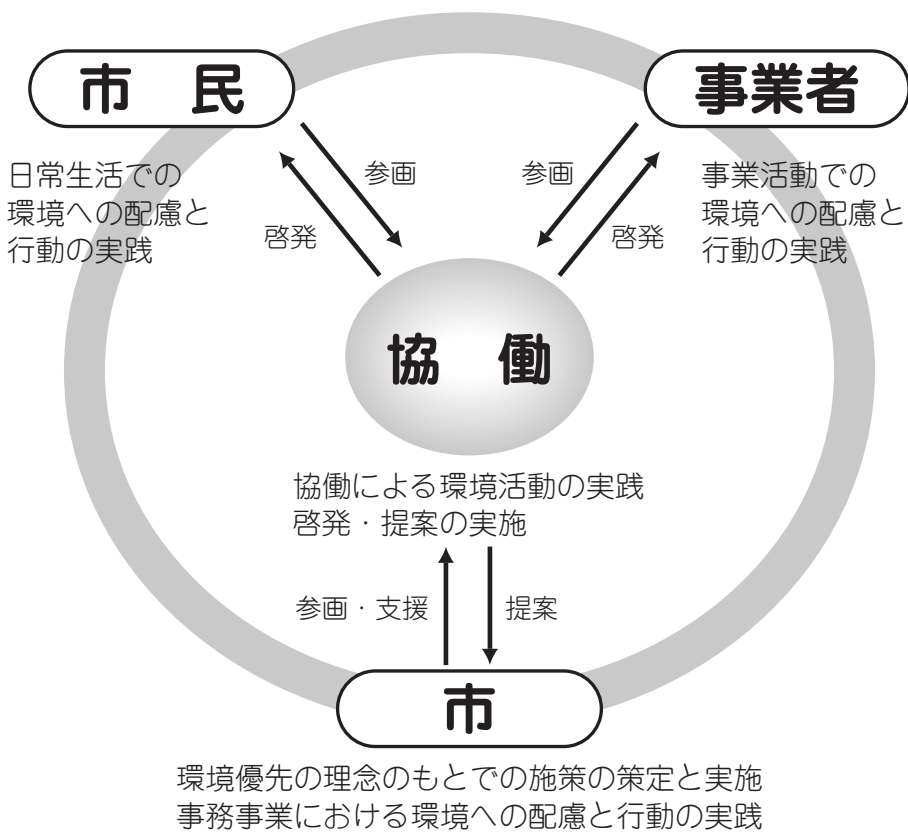 市 民
事業者
日常生活での
環境への配慮と
行動の実践
参画
啓発
参画
啓発
事業活動での
環境への配慮と
行動の実践
協 働
協働による環境活動の実践
啓発・提案の実施
参画・支援
提案
市
環境優先の理念のもとでの施策の策定と実施
事務事業における環境への配慮と行動の実践